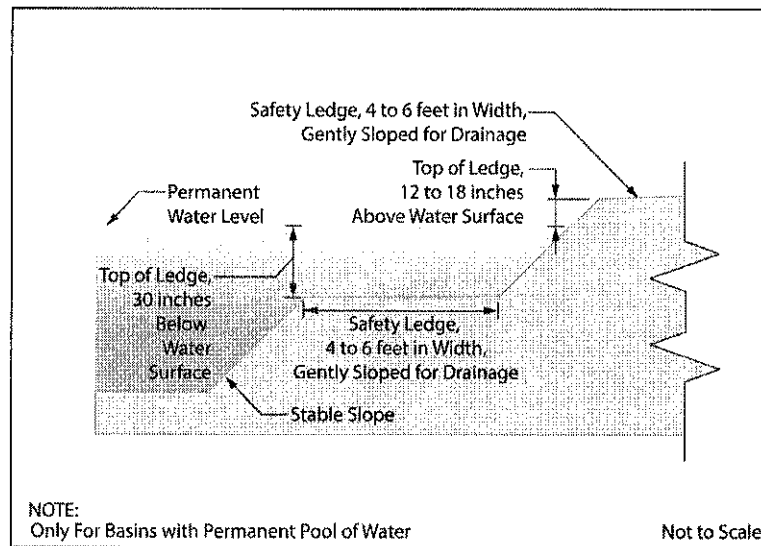 Safety Ledge, 4 to 6 feet in Width,
Gently Sloped for Drainage
Top of Ledge,
12 to 18 inches
Above Water Surface
Permanent
Water Level
Top of Ledge,
30 inches
Below
Water
Surface
Safety Ledge,
4 to 6 feet in Width,
Gently Sloped for Drainage
Stable Slope
NOTE:
Only For Basins with Permanent Pool of Water
Not to Scale